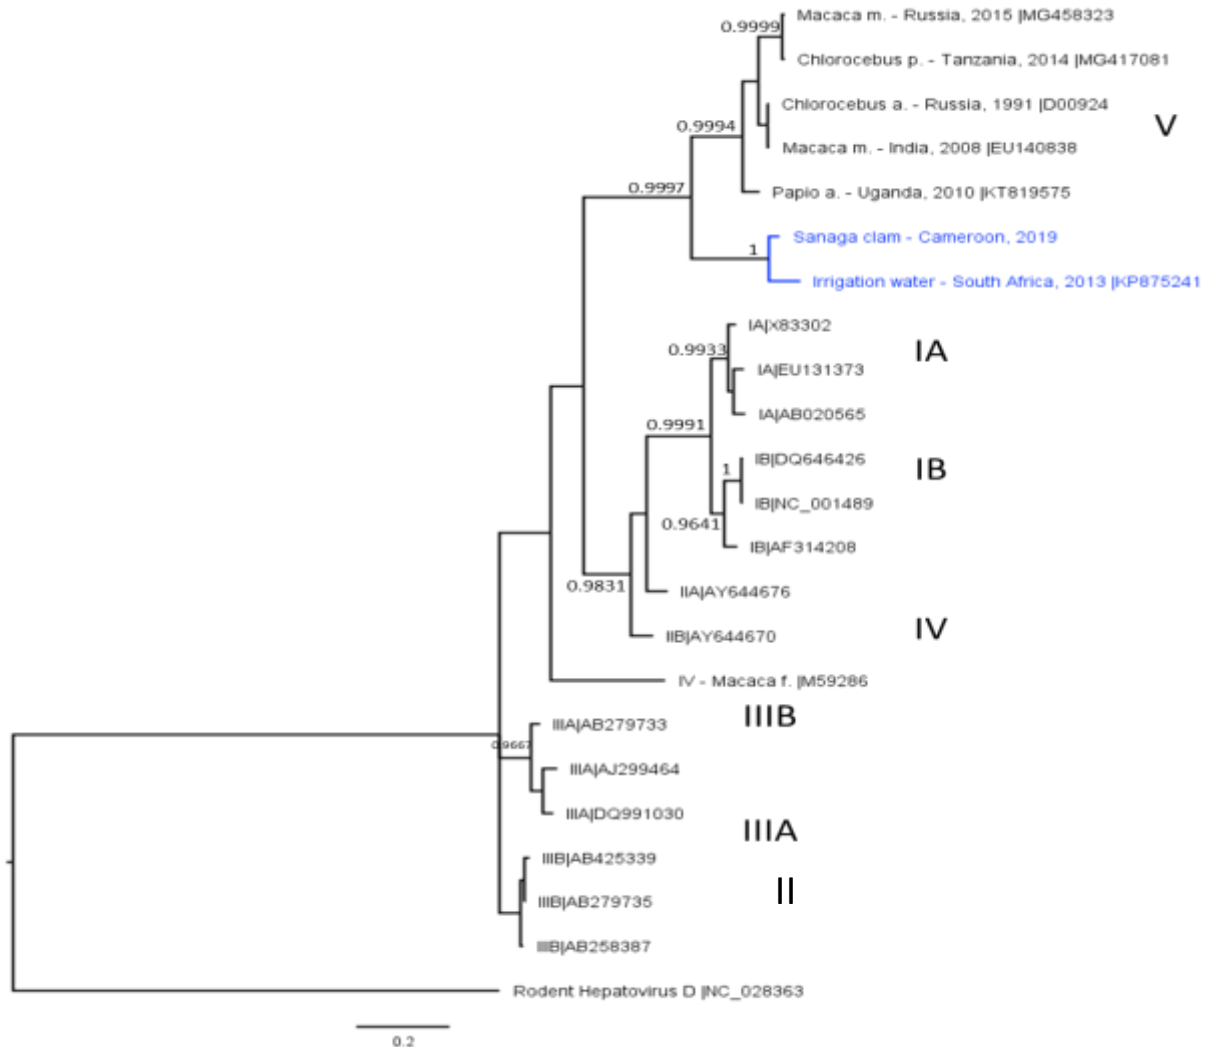 Macaca m. - Russia, 2015 |MG458323
0.9999
Chlorocebus p. - Tanzania, 2014 |MG417081
Chlorocebus a. - Russia, 1991 |D00924
V
0.9994
Macaca m. - India, 2008 |EU140838
0.9997
Papio a. - Uganda, 2010 |KT819575
Sanaga clam - Cameroon, 2019
1
Irrigation water - South Africa, 2013 |KP875241
IA|X83302
0.9933
IA
IA|EU131373
IA|AB020565
0.9991
IB|DQ646426
1
IB
IB|NC_001489
0.9641
IB|AF314208
0.9831
IIA|AY644676
IV
IIB|AY644670
IV - Macaca f. |M59286
IIIB
IIIA|AB279733
0.9667
IIIA|AJ299464
IIIA|DQ991030
IIIA
IIIB|AB425339
II
IIIB|AB279735
IIIB|AB258387
Rodent Hepatovirus D |NC_028363
0.2